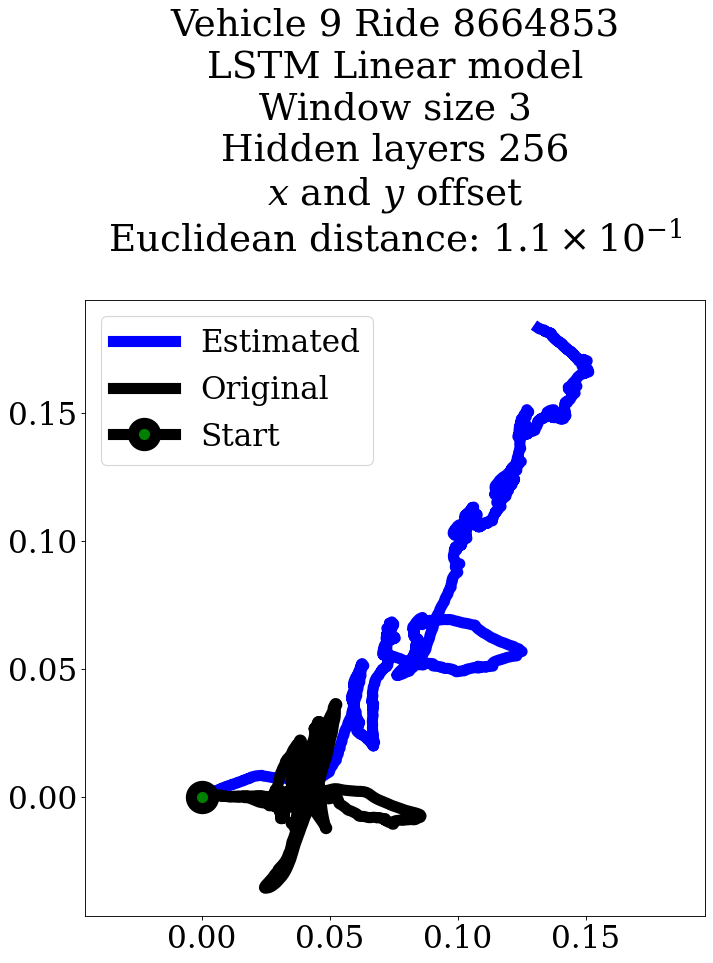 Vehicle 9 Ride 8664853
LSTM Linear model
Window size 3
Hidden layers 256
x and y offset
Euclidean distance: 1.1 × 10⁻¹
Estimated
Original
Start
0.15
0.10
0.05
0.00
0.00 0.05 0.10 0.15